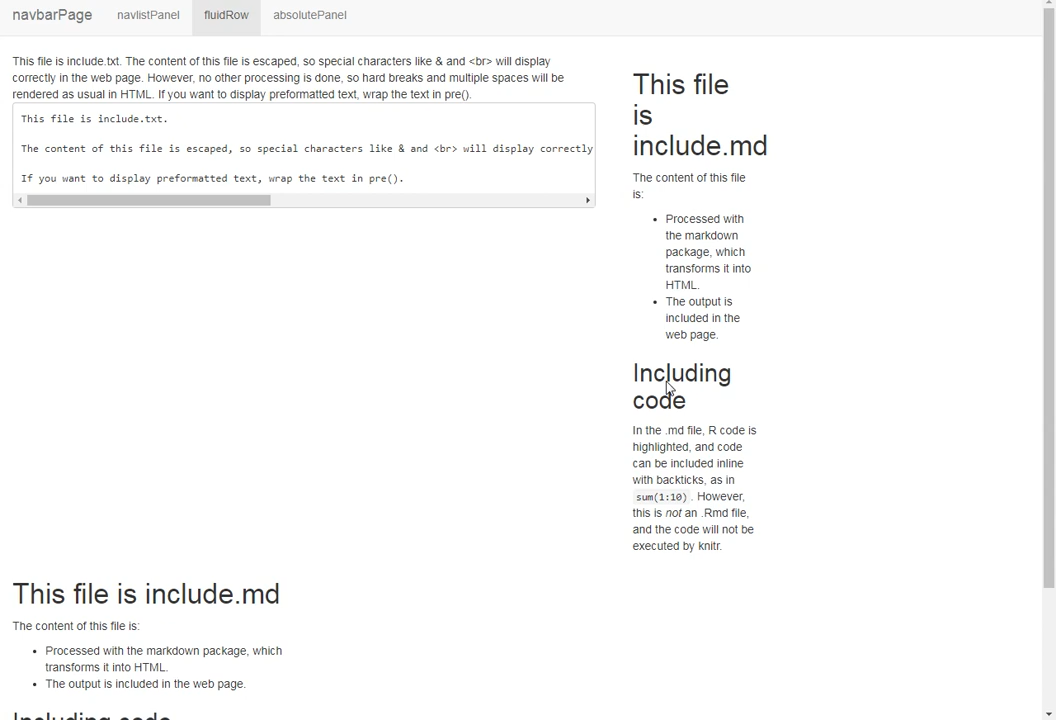 navbarPage navlistPanel fluidRow absolutePanel
This file is include.txt. The content of this file is escaped, so special characters like & and <br> will display
correctly in the web page. However, no other processing is done, so hard breaks and multiple spaces will be
rendered as usual in HTML. If you want to display preformatted text, wrap the text in pre().
This file is include.txt.
The content of this file is escaped, so special characters like & and <br> will display correctly
If you want to display preformatted text, wrap the text in pre().
This file
is
include.md
The content of this file
is:
• Processed with
the markdown
package, which
transforms it into
HTML.
• The output is
included in the
web page.
Including
code
In the .md file, R code is
highlighted, and code
can be included inline
with backticks, as in
sum(1:10). However,
this is not an .Rmd file,
and the code will not be
executed by knitr.
This file is include.md
The content of this file is:
• Processed with the markdown package, which
transforms it into HTML.
• The output is included in the web page.
Including code